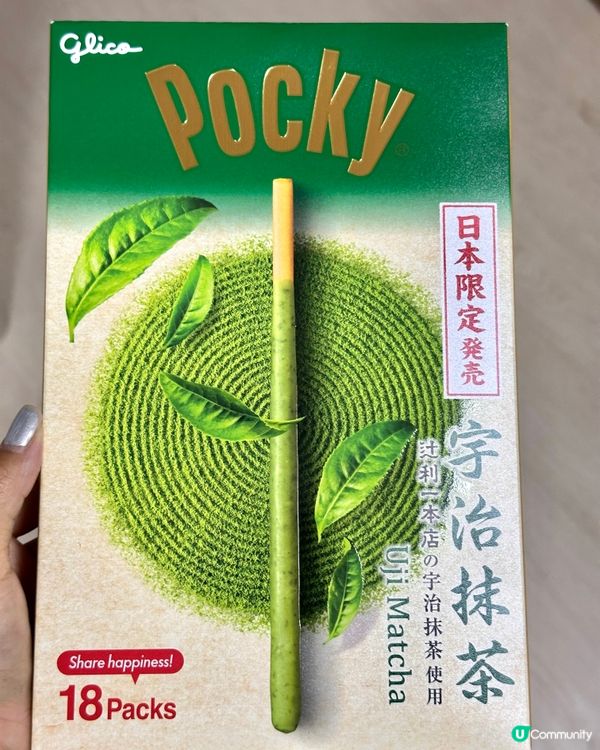 Glico
Pocky
日本限定発売
宇治抹茶
辻利一本店の宇治抹茶使用
Uji Matcha
Share happiness!
18 Packs
U Community